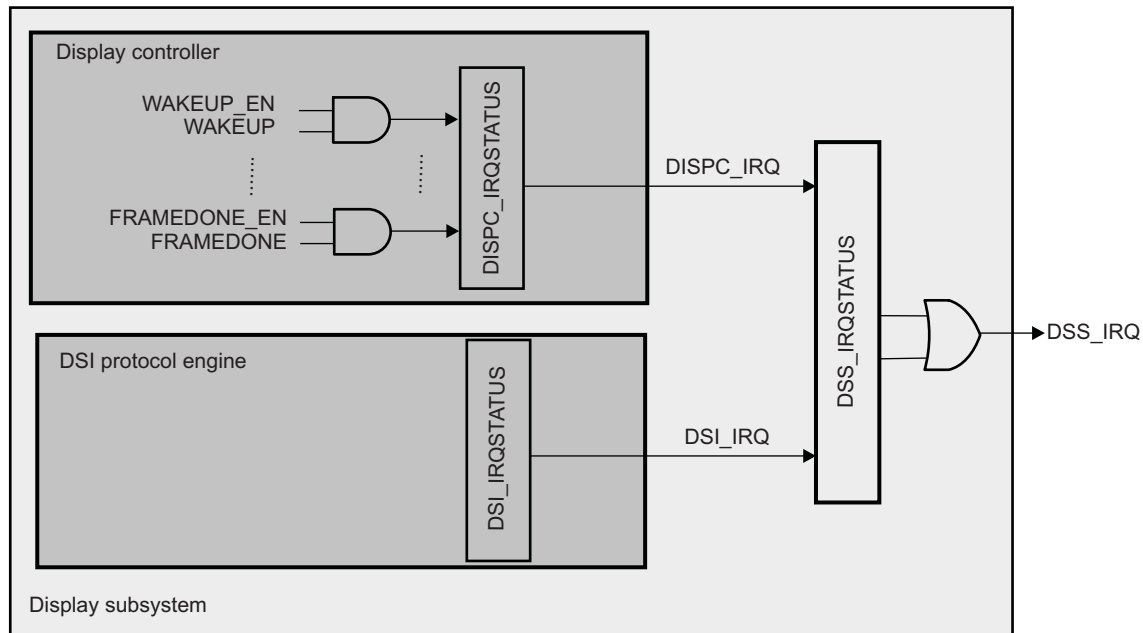 Display controller
WAKEUP_EN
WAKEUP
FRAMEDONE_EN
FRAMEDONE
DISPC_IRQSTATUS
DISPC_IRQ
DSS_IRQSTATUS
DSS_IRQ
DSI protocol engine
DSI_IRQSTATUS
DSI_IRQ
Display subsystem